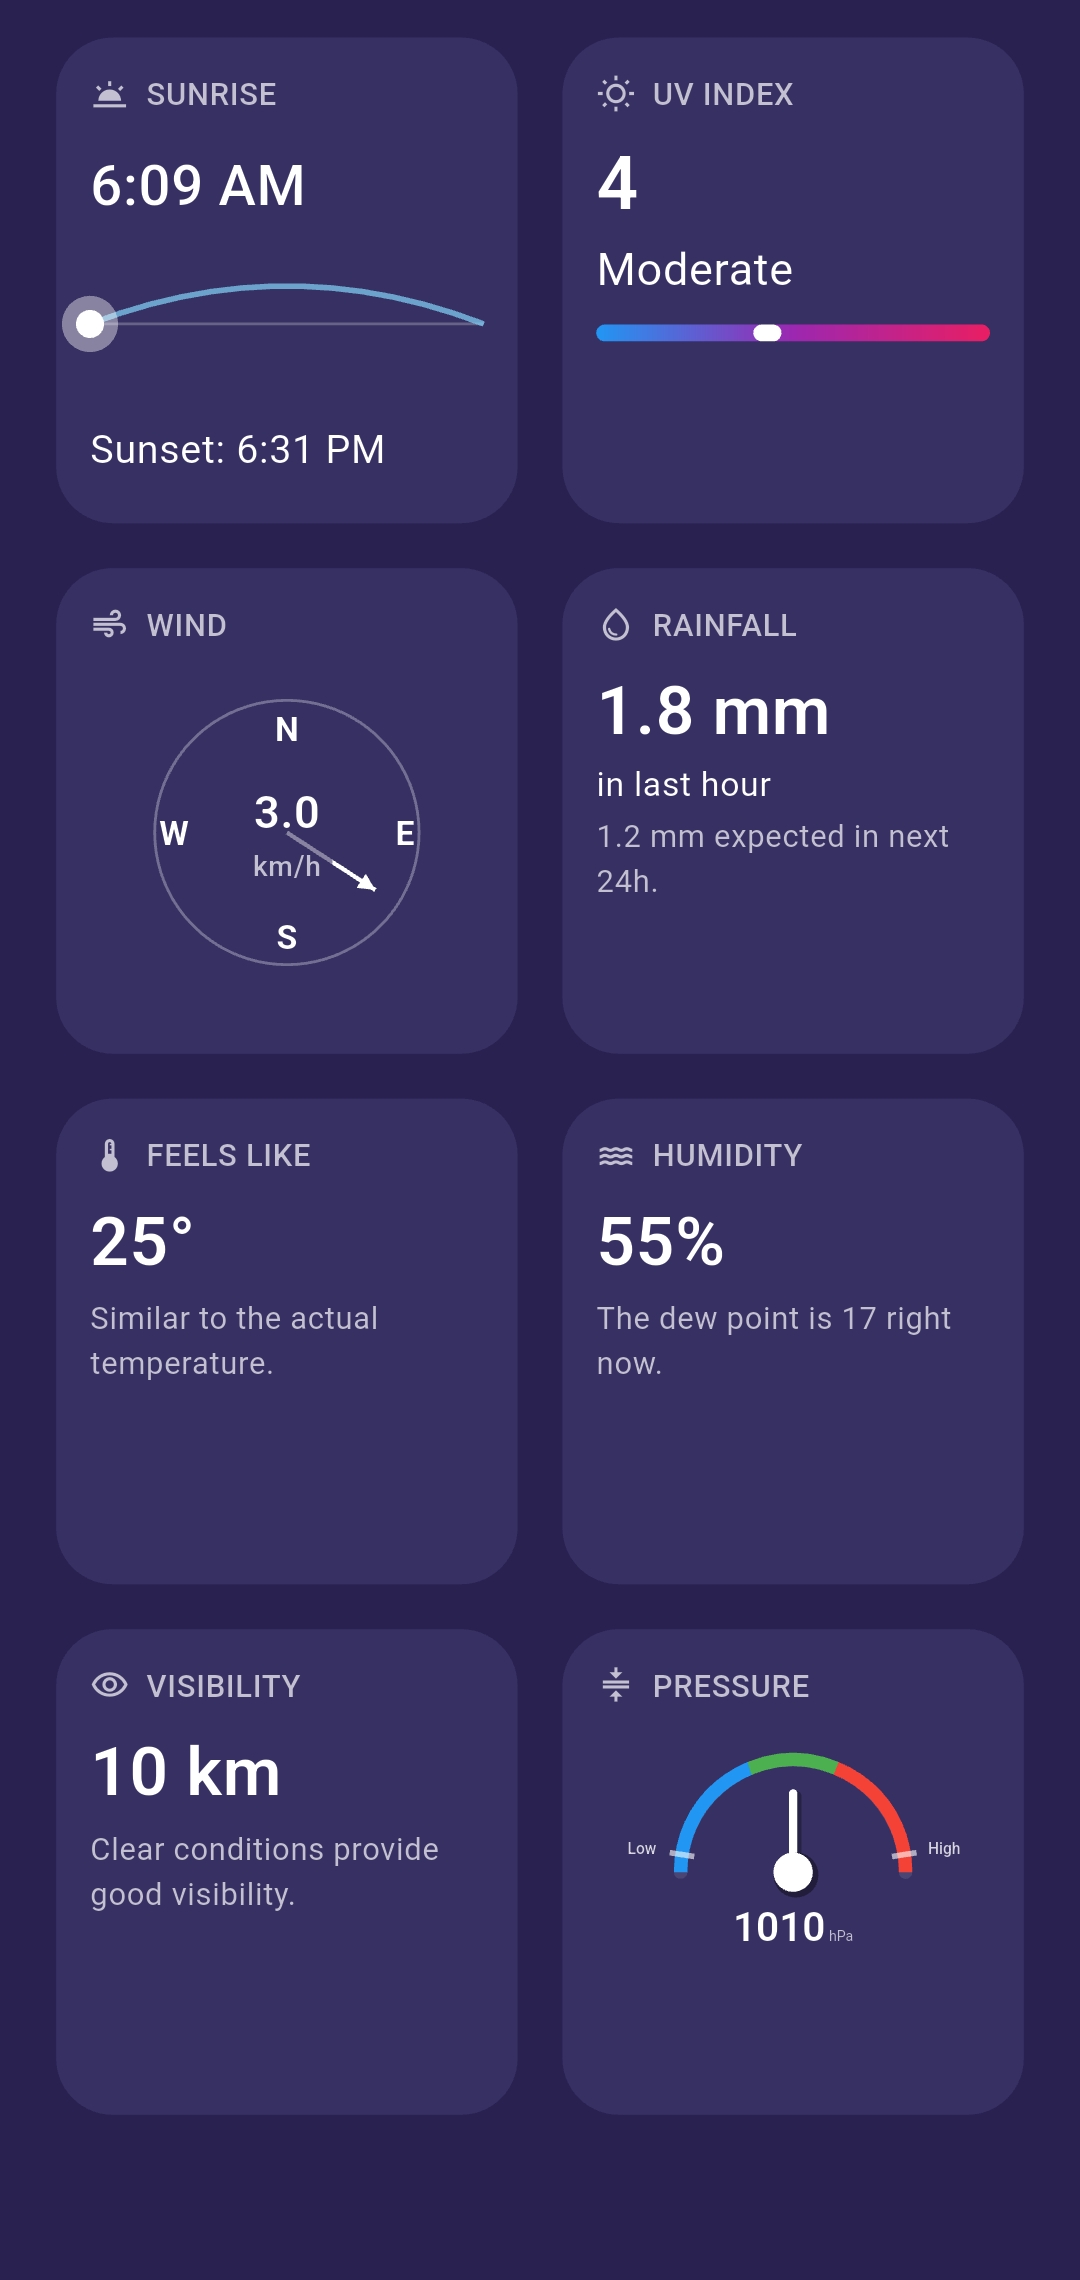 SUNRISE
6:09 AM
Sunset: 6:31 PM
UV INDEX
4
Moderate
WIND
N
W
3.0
E
km/h
S
RAINFALL
1.8 mm
in last hour
1.2 mm expected in next
24h.
FEELS LIKE
25°
Similar to the actual
temperature.
HUMIDITY
55%
The dew point is 17 right
now.
VISIBILITY
10 km
Clear conditions provide
good visibility.
PRESSURE
Low
High
1010 hPa